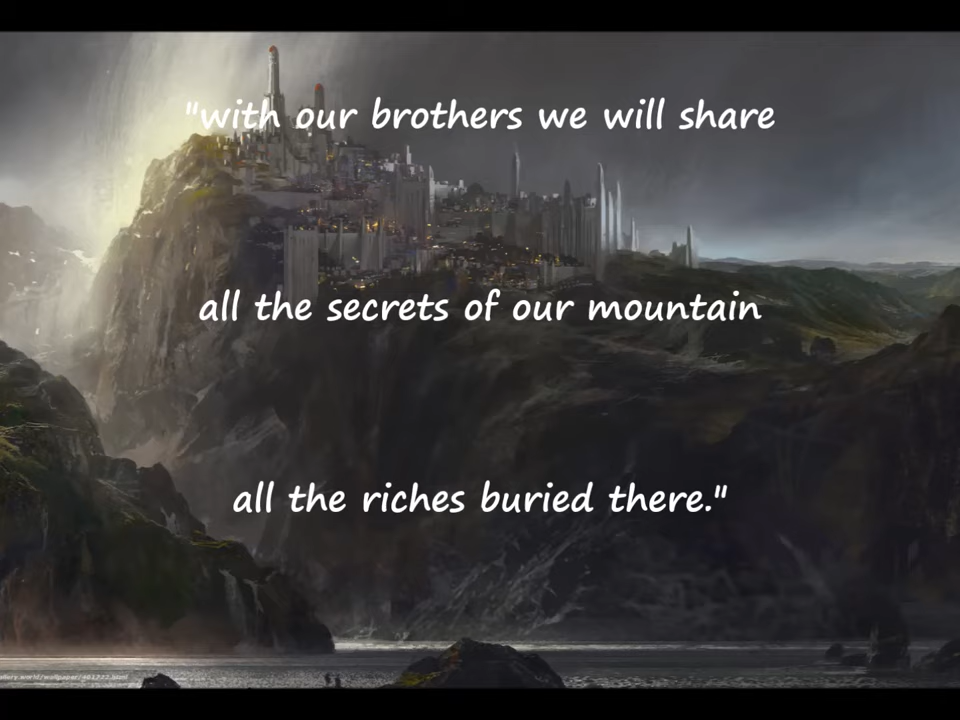 "with our brothers we will share
all the secrets of our mountain
all the riches buried there."